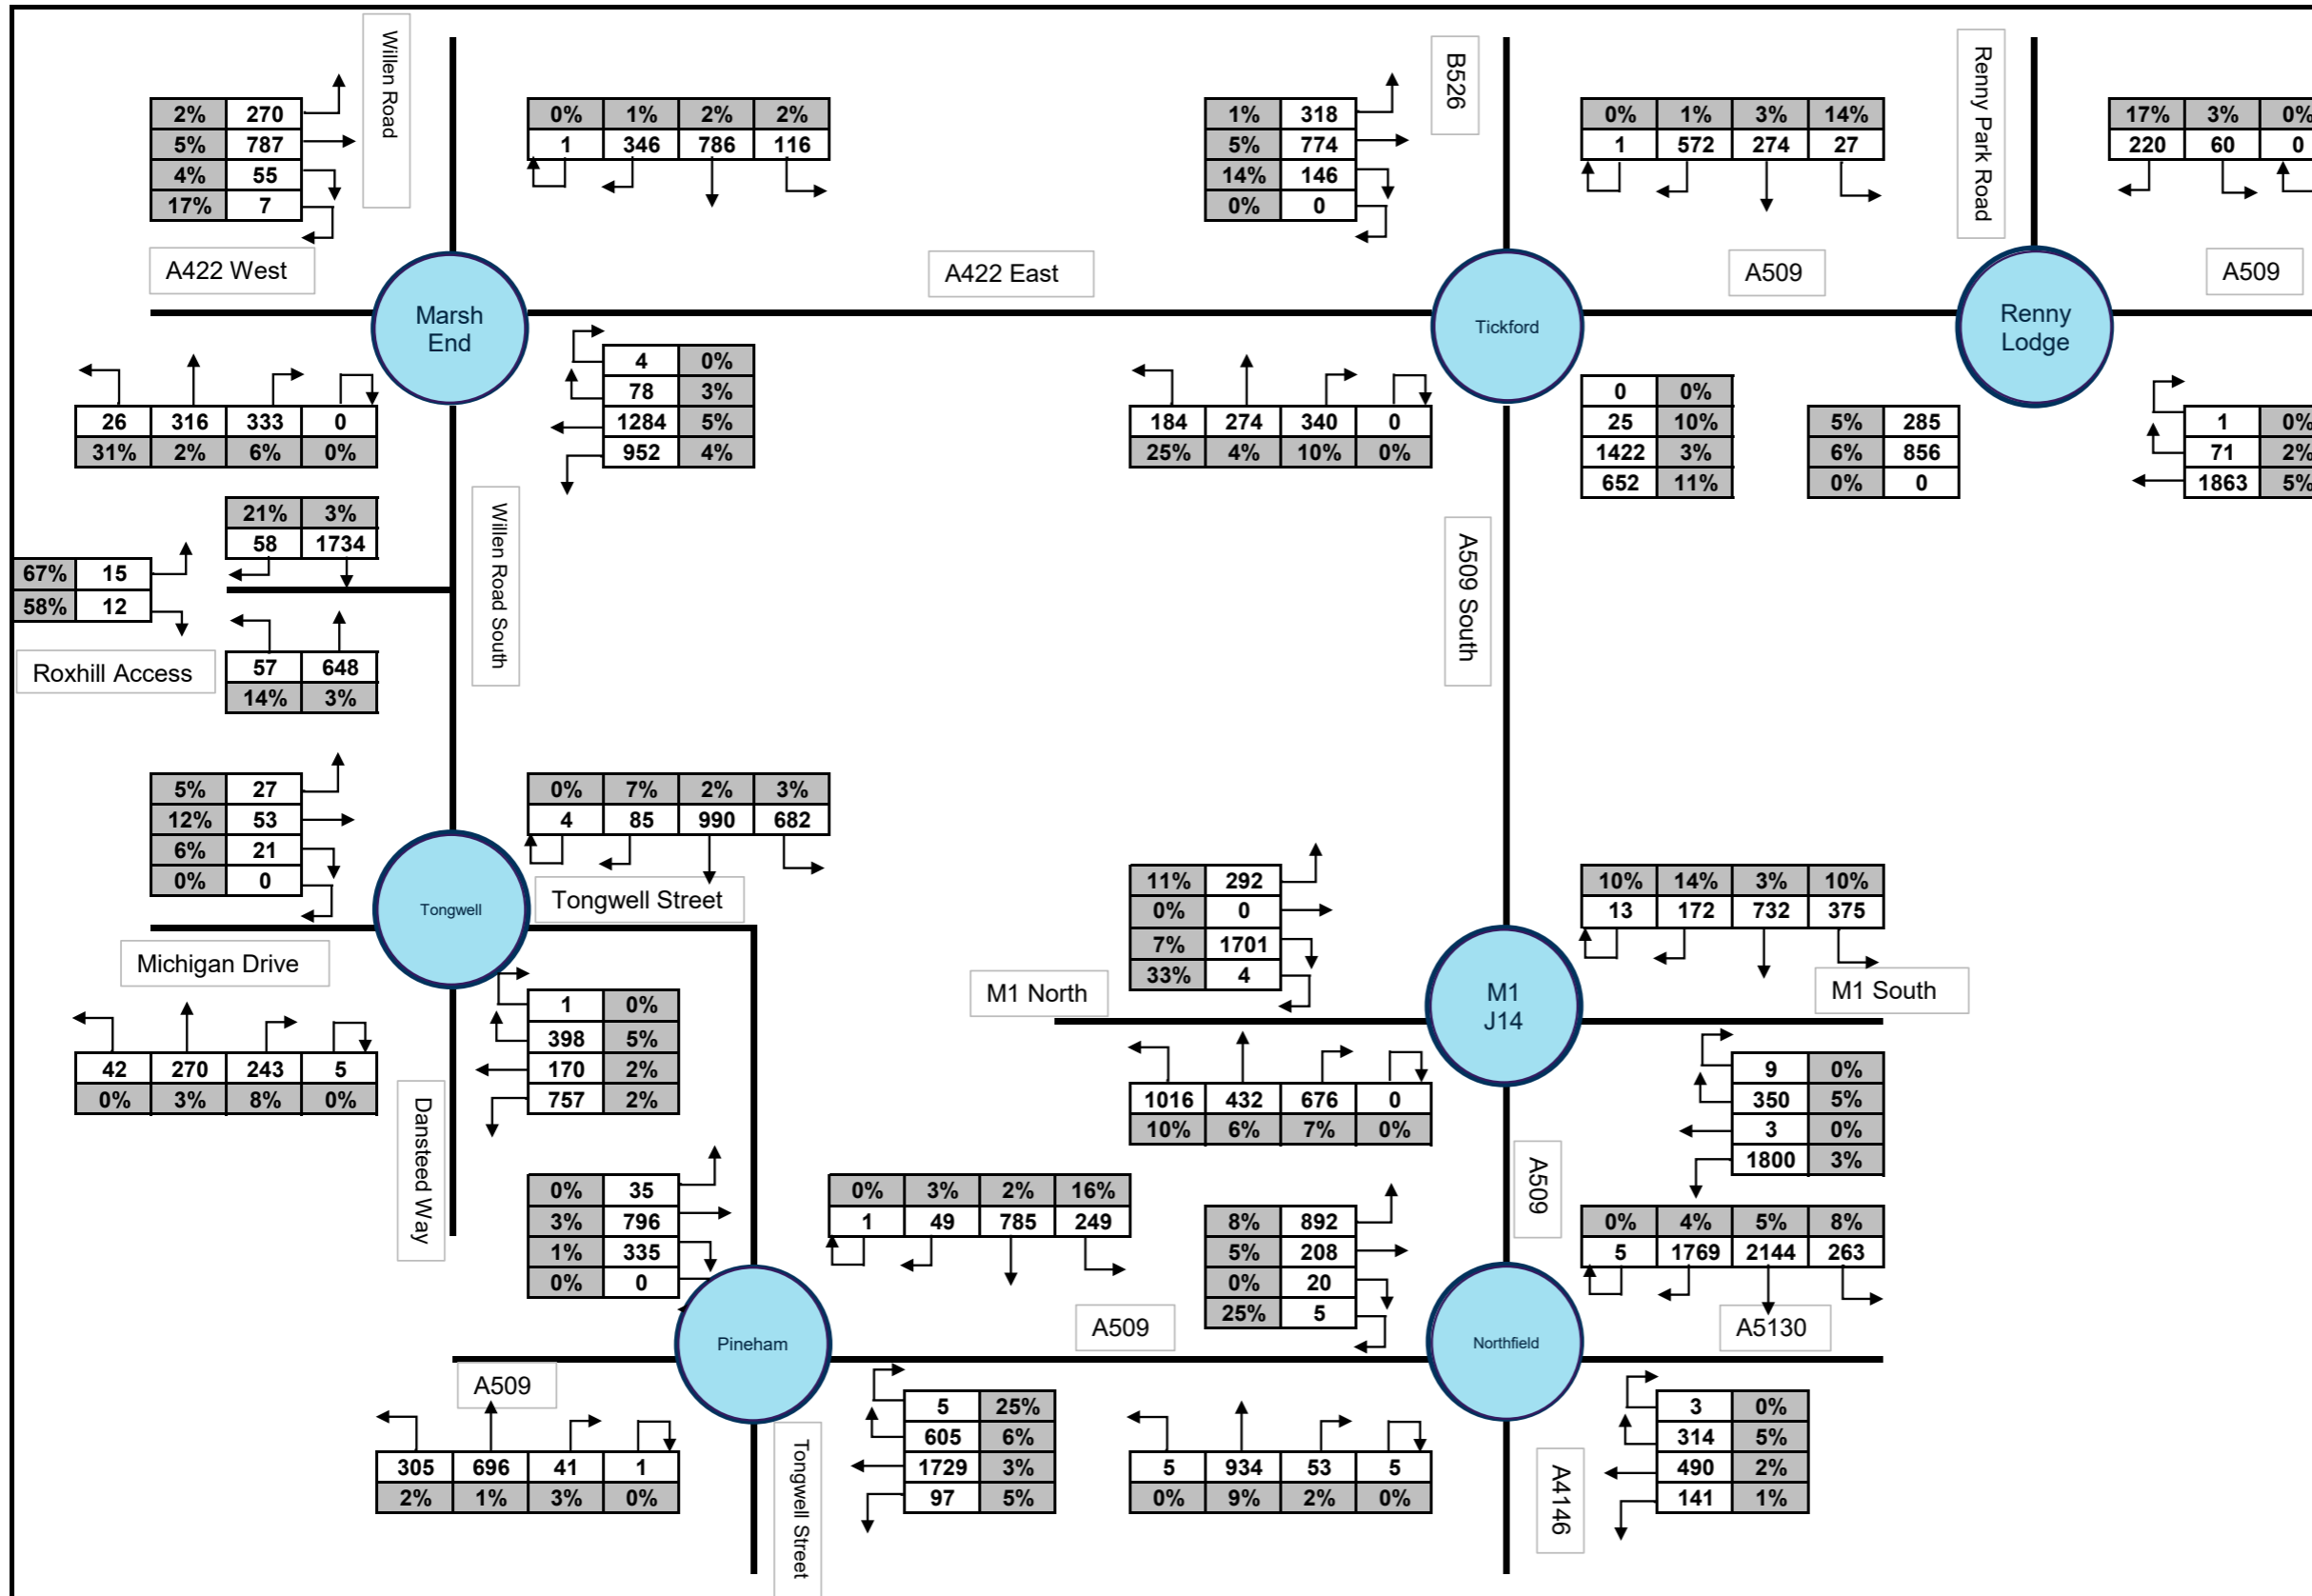 Willen Road
B526
Renny Park Road
2% 270
5% 787
4% 55
17% 7
0% 1% 2% 2%
1 346 786 116
1% 318
5% 774
14% 146
0% 0
0% 1% 3% 14%
1 572 274 27
17% 3% 0%
220 60 0
A422 West
A422 East
A509
A509
Marsh
End
Tickford
Renny
Lodge
26 316 333 0
31% 2% 6% 0%
4 0%
78 3%
1284 5%
952 4%
184 274 340 0
25% 4% 10% 0%
0 0%
25 10%
1422 3%
652 11%
5% 285
6% 856
0% 0
1 0%
71 2%
1863 5%
21% 3%
58 1734
67% 15
58% 12
Willen Road South
A509 South
Roxhill Access
57 648
14% 3%
5% 27
12% 53
6% 21
0% 0
0% 7% 2% 3%
4 85 990 682
Tongwell
Tongwell Street
Michigan Drive
11% 292
0% 0
7% 1701
33% 4
10% 14% 3% 10%
13 172 732 375
M1 North
M1
J14
M1 South
42 270 243 5
0% 3% 8% 0%
1 0%
398 5%
170 2%
757 2%
Dansteed Way
1016 432 676 0
10% 6% 7% 0%
9 0%
350 5%
3 0%
1800 3%
A509
0% 35
3% 796
1% 335
0% 0
0% 3% 2% 16%
1 49 785 249
8% 892
5% 208
0% 20
25% 5
0% 4% 5% 8%
5 1769 2144 263
Pineham
A509
Northfield
A5130
A509
305 696 41 1
2% 1% 3% 0%
Tongwell Street
5 25%
605 6%
1729 3%
97 5%
5 934 53 5
0% 9% 2% 0%
A4146
3 0%
314 5%
490 2%
141 1%